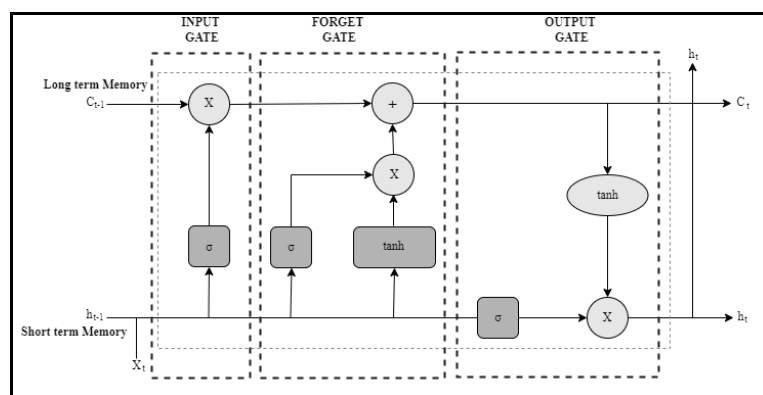 INPUT
GATE
FORGET
GATE
OUTPUT
GATE
h_t
Long term Memory
C_t-1
X
+
C_t
X
tanh
σ
σ
tanh
h_t-1
σ
X
h_t
Short term Memory
X_t